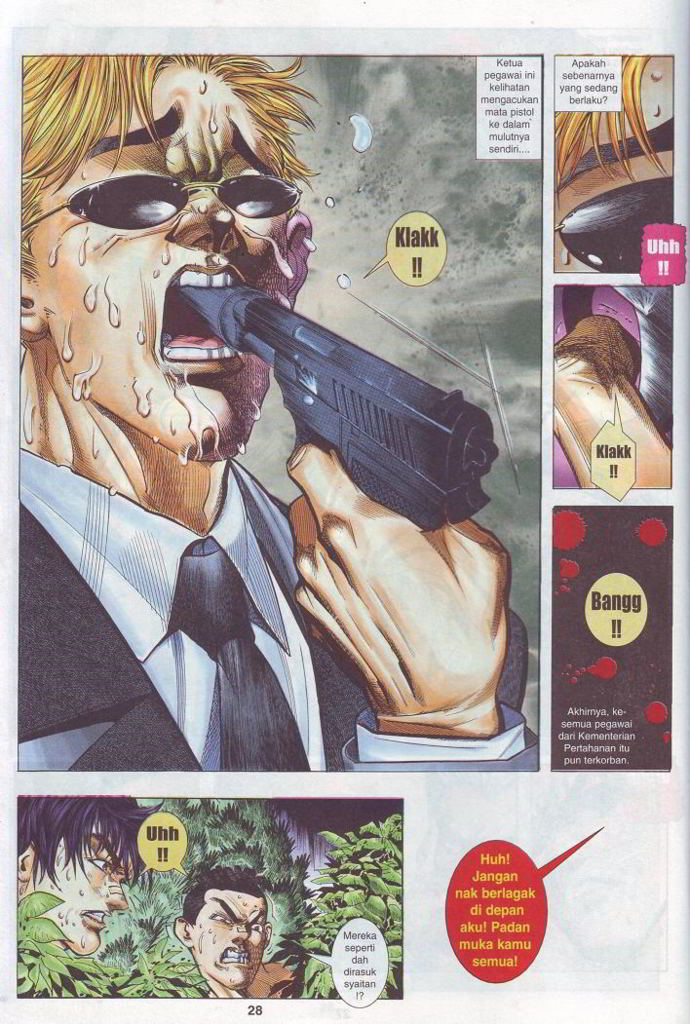 Ketua
pegawai ini
kelihatan
mengacukan
mata pistol
ke dalam
mulutnya
sendiri....
Apakah
sebenarnya
yang sedang
berlaku?
Klakk
!!
Uhh
!!
Klakk
!!
Bangg
!!
Akhirnya, ke-
semua pegawai
dari Kementerian
Pertahanan itu
pun terkorban.
Uhh
!!
Mereka
seperti
dah
dirasuk
syaitan
!?
Huh!
Jangan
nak berlagak
di depan
aku! Padan
muka kamu
semua!
28